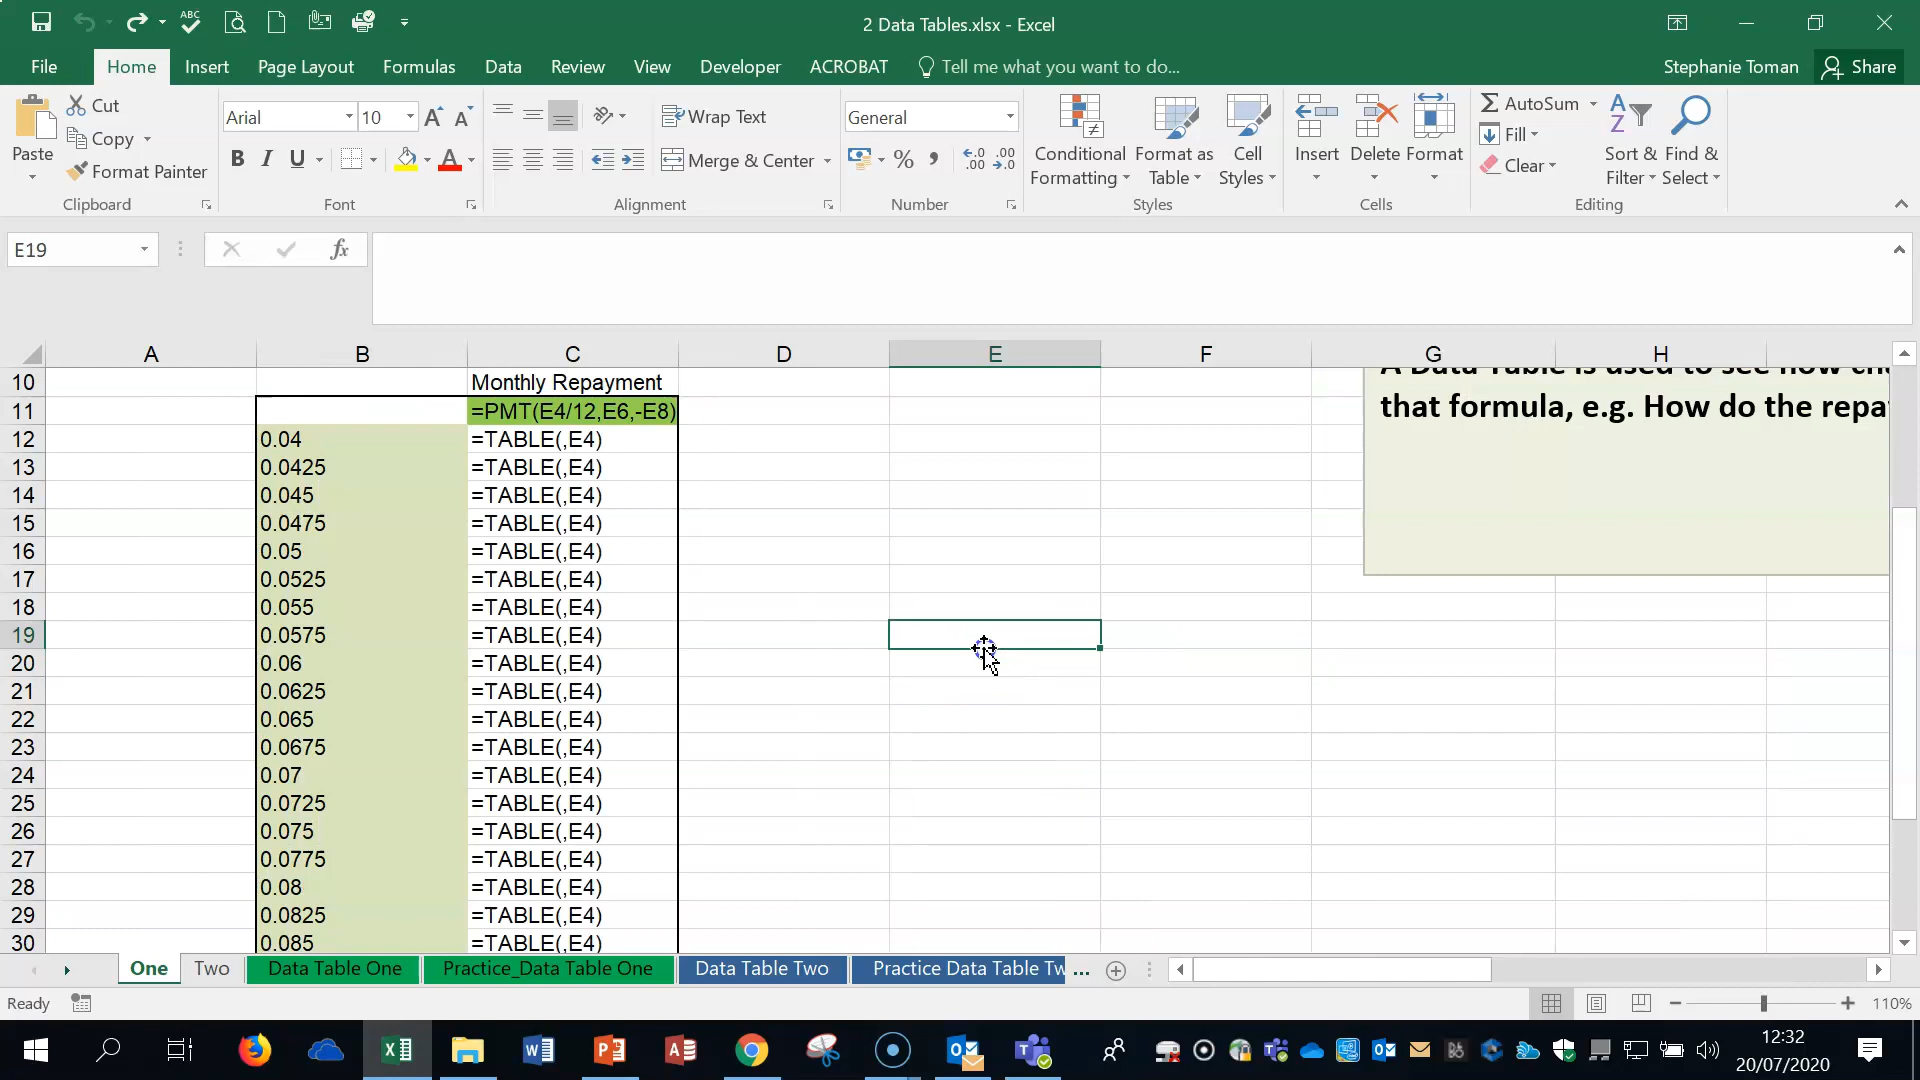 ABC
2 Data Tables.xlsx - Excel
File Home Insert Page Layout Formulas Data Review View Developer ACROBAT Tell me what you want to do... Stephanie Toman Share
Paste
Cut
Copy
Format Painter
Clipboard
Arial 10
B I U
Font
Wrap Text
Merge & Center
Alignment
General
Number
Conditional Formatting
Format as Table
Cell Styles
Styles
Insert Delete Format
Cells
AutoSum
Fill
Clear
Sort & Filter
Find & Select
Editing
E19 fx
A B C D E F G H
10 Monthly Repayment
11 =PMT(E4/12,E6,-E8)
12 0.04 =TABLE(,E4)
13 0.0425 =TABLE(,E4)
14 0.045 =TABLE(,E4)
15 0.0475 =TABLE(,E4)
16 0.05 =TABLE(,E4)
17 0.0525 =TABLE(,E4)
18 0.055 =TABLE(,E4)
19 0.0575 =TABLE(,E4)
20 0.06 =TABLE(,E4)
21 0.0625 =TABLE(,E4)
22 0.065 =TABLE(,E4)
23 0.0675 =TABLE(,E4)
24 0.07 =TABLE(,E4)
25 0.0725 =TABLE(,E4)
26 0.075 =TABLE(,E4)
27 0.0775 =TABLE(,E4)
28 0.08 =TABLE(,E4)
29 0.0825 =TABLE(,E4)
30 0.085 =TABLE(,E4)
A Data Table is used to see how
that formula, e.g. How do the repa
One Two Data Table One Practice_Data Table One Data Table Two Practice Data Table Tw ...
Ready 110%
12:32
20/07/2020